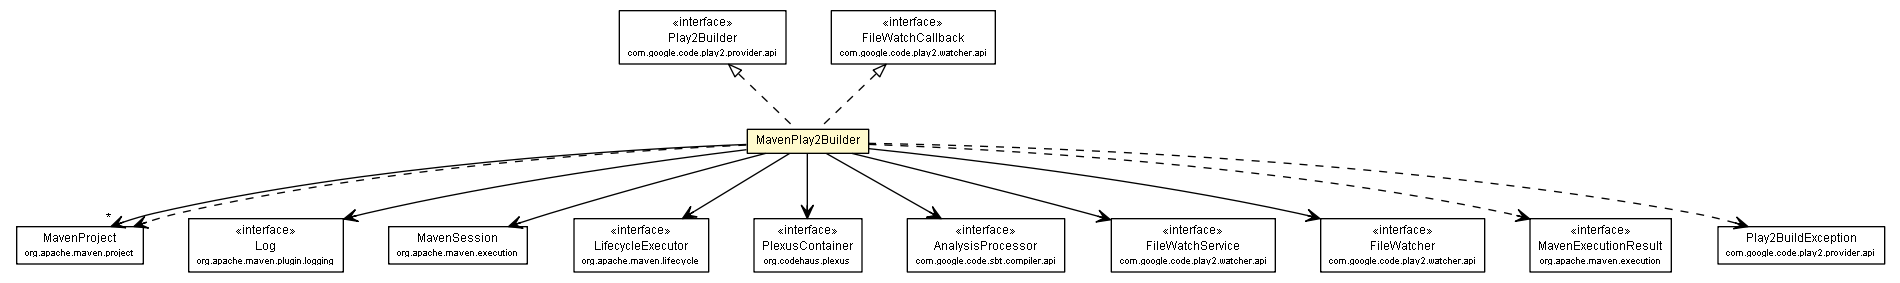 «interface»
Play2Builder
com.google.code.play2.provider.api
«interface»
FileWatchCallback
com.google.code.play2.watcher.api
MavenPlay2Builder
*
MavenProject
org.apache.maven.project
«interface»
Log
org.apache.maven.plugin.logging
MavenSession
org.apache.maven.execution
«interface»
LifecycleExecutor
org.apache.maven.lifecycle
«interface»
PlexusContainer
org.codehaus.plexus
«interface»
AnalysisProcessor
com.google.code.sbt.compiler.api
«interface»
FileWatchService
com.google.code.play2.watcher.api
«interface»
FileWatcher
com.google.code.play2.watcher.api
«interface»
MavenExecutionResult
org.apache.maven.execution
Play2BuildException
com.google.code.play2.provider.api